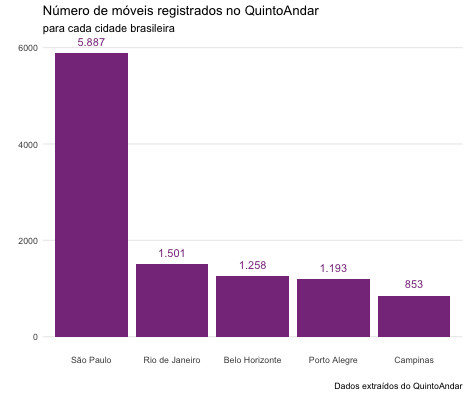 Número de móveis registrados no QuintoAndar
para cada cidade brasileira
5.887
6000
4000
1.501
1.258
1.193
853
2000
0
São Paulo
Rio de Janeiro
Belo Horizonte
Porto Alegre
Campinas
Dados extraídos do QuintoAndar